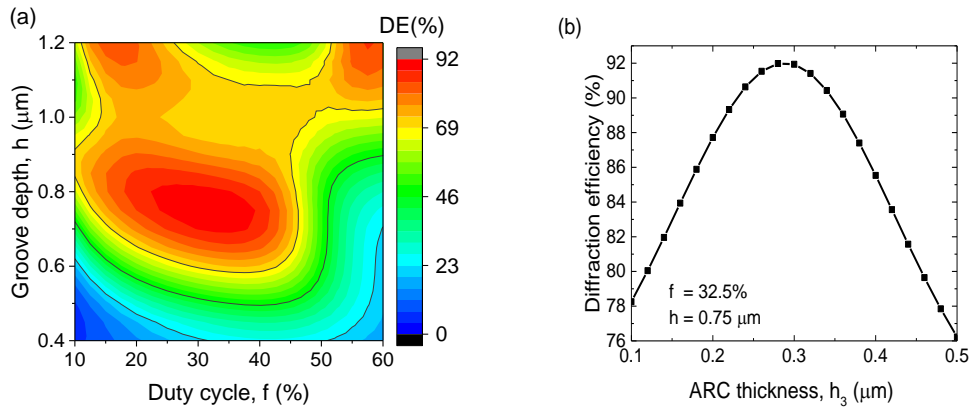 (a)
DE(%)
1.2
1.0
0.8
0.6
0.4
Groove depth, h (μm)
10 20 30 40 50 60
Duty cycle, f (%)
92
69
46
23
0
(b)
92
90
88
86
84
82
80
78
76
Diffraction efficiency (%)
f = 32.5%
h = 0.75 μm
0.1 0.2 0.3 0.4 0.5
ARC thickness, h₃ (μm)